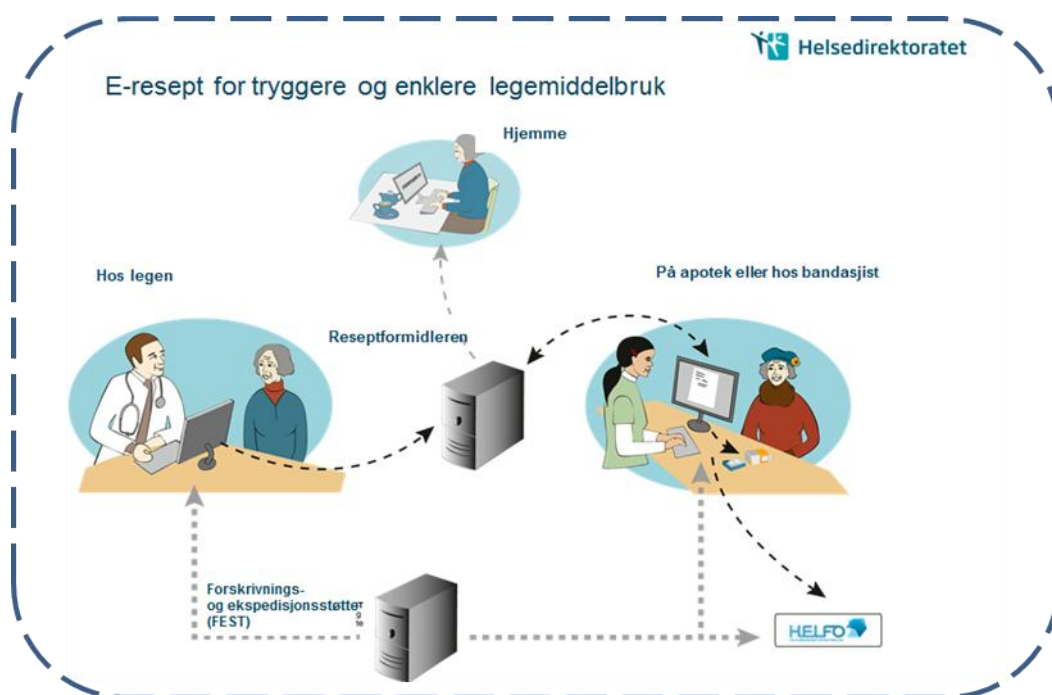 Helsedirektoratet
E-resept for tryggere og enklere legemiddelbruk
Hjemme
Hos legen
På apotek eller hos bandasjist
Reseptformidleren
Forskrivnings-
og ekspedisjonsstøtte
(FEST)
HELFO